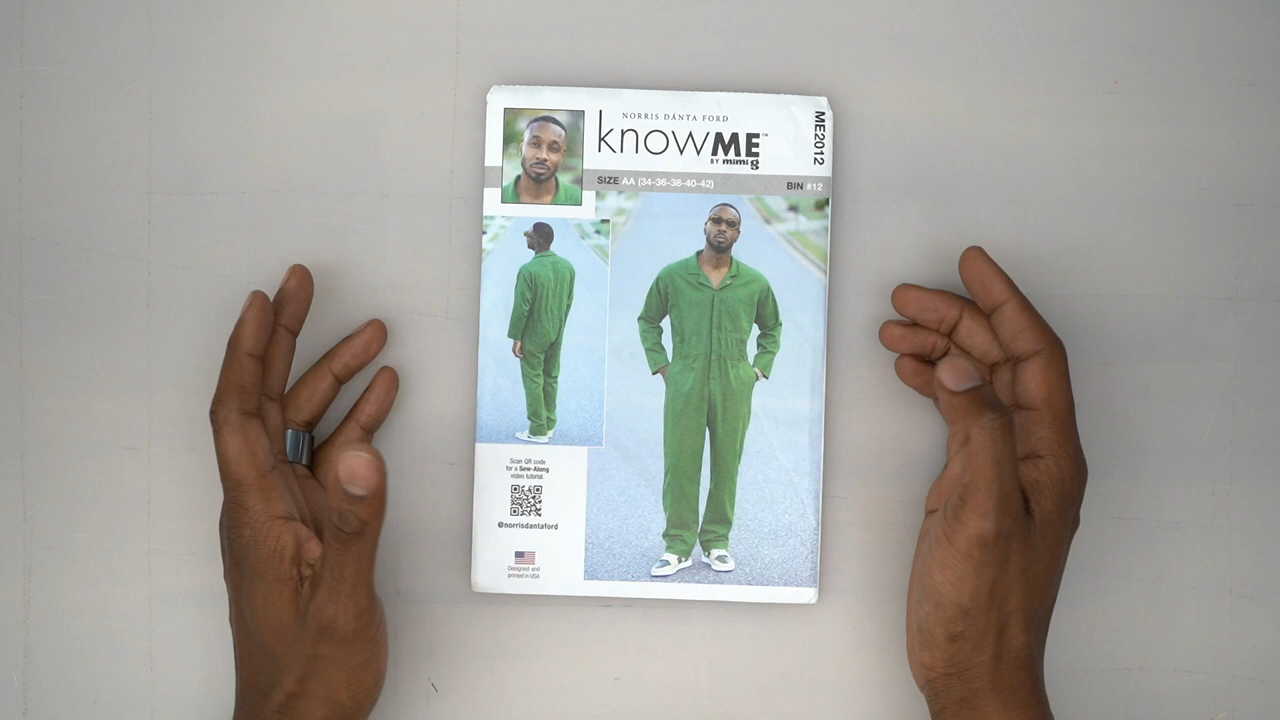 NORRIS DÁNTA FORD
knowME™
BY mimi g
ME2012
SIZE AA (34-36-38-40-42)
BIN #12
Scan QR code
for a Sew-Along
video tutorial.
@norrisdantaford
Designed and
printed in USA